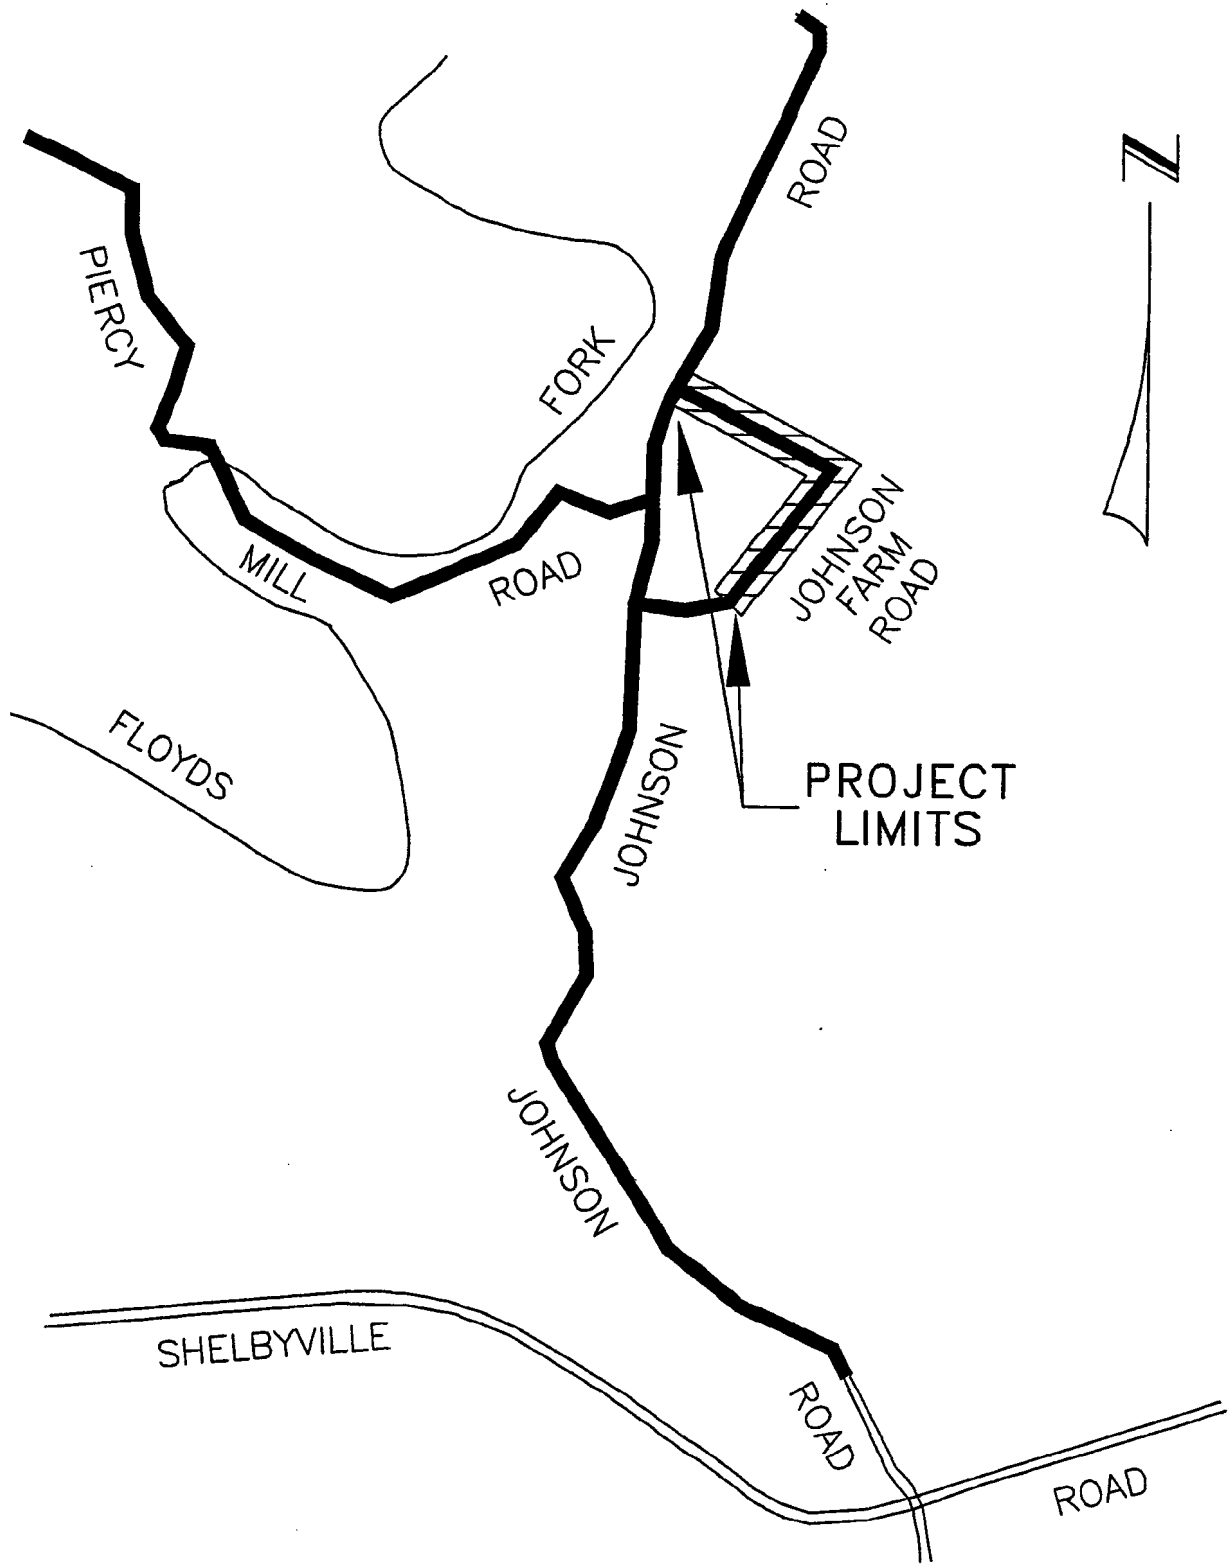 ROAD
N
PIERCY
FORK
MILL
ROAD
JOHNSON
FARM
ROAD
FLOYDS
JOHNSON
PROJECT
LIMITS
JOHNSON
SHELBYVILLE
ROAD
ROAD